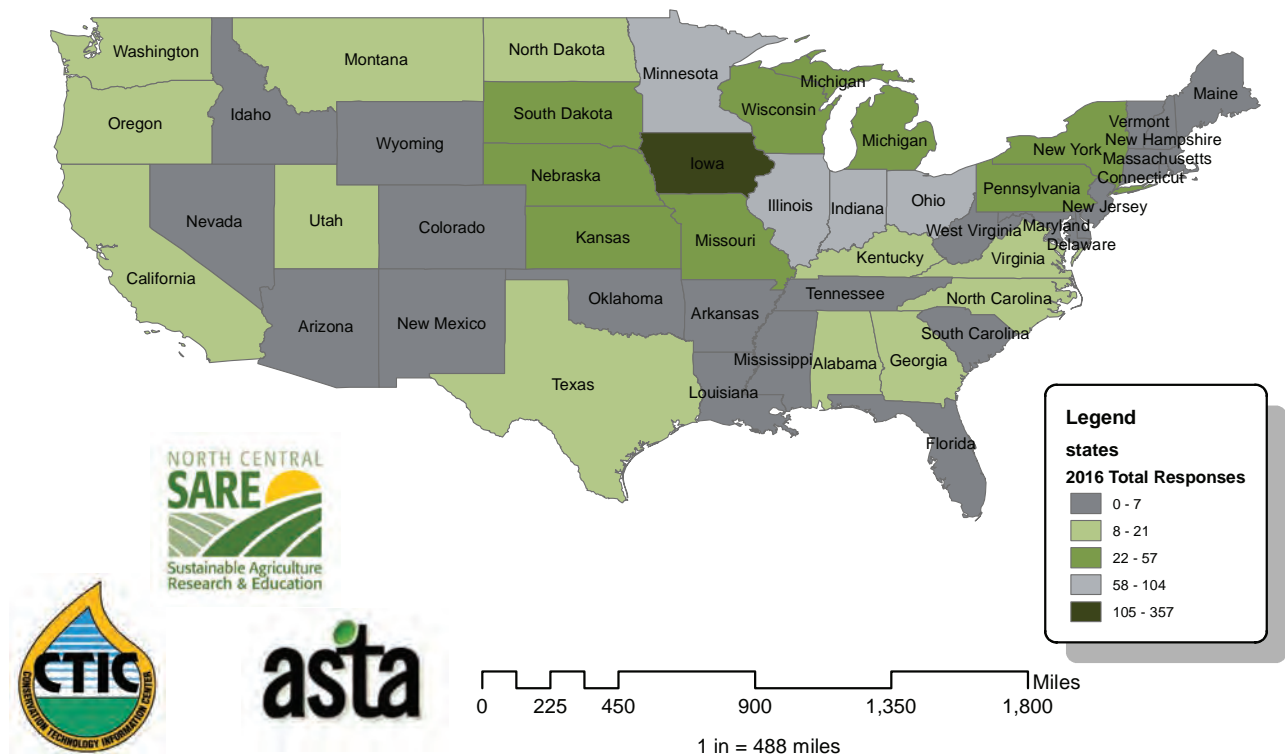 Washington
Montana
North Dakota
Minnesota
Michigan
Maine
Oregon
Idaho
South Dakota
Wisconsin
Vermont
New Hampshire
Wyoming
Michigan
New York
Massachusetts
Iowa
Connecticut
Nebraska
Pennsylvania
Nevada
Utah
Colorado
Illinois
Indiana
Ohio
New Jersey
Kansas
Missouri
West Virginia
Maryland
Delaware
California
Kentucky
Virginia
Oklahoma
Tennessee
North Carolina
Arizona
New Mexico
Arkansas
South Carolina
Mississippi
Alabama
Georgia
Texas
Louisiana
Florida
Legend
states
2016 Total Responses
0 - 7
8 - 21
22 - 57
58 - 104
105 - 357
NORTH CENTRAL
SARE
Sustainable Agriculture
Research & Education
CTIC
CONSERVATION TECHNOLOGY INFORMATION CENTER
asta
Miles
0 225 450 900 1,350 1,800
1 in = 488 miles